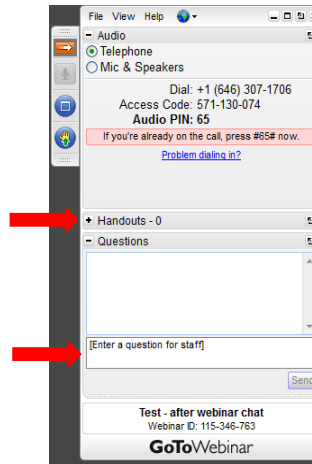 File View Help
Audio
Telephone
Mic & Speakers
Dial: +1 (646) 307-1706
Access Code: 571-130-074
Audio PIN: 65
If you're already on the call, press #65# now.
Problem dialing in?
Handouts - 0
Questions
[Enter a question for staff]
Send
Test - after webinar chat
Webinar ID: 115-346-763
GoToWebinar